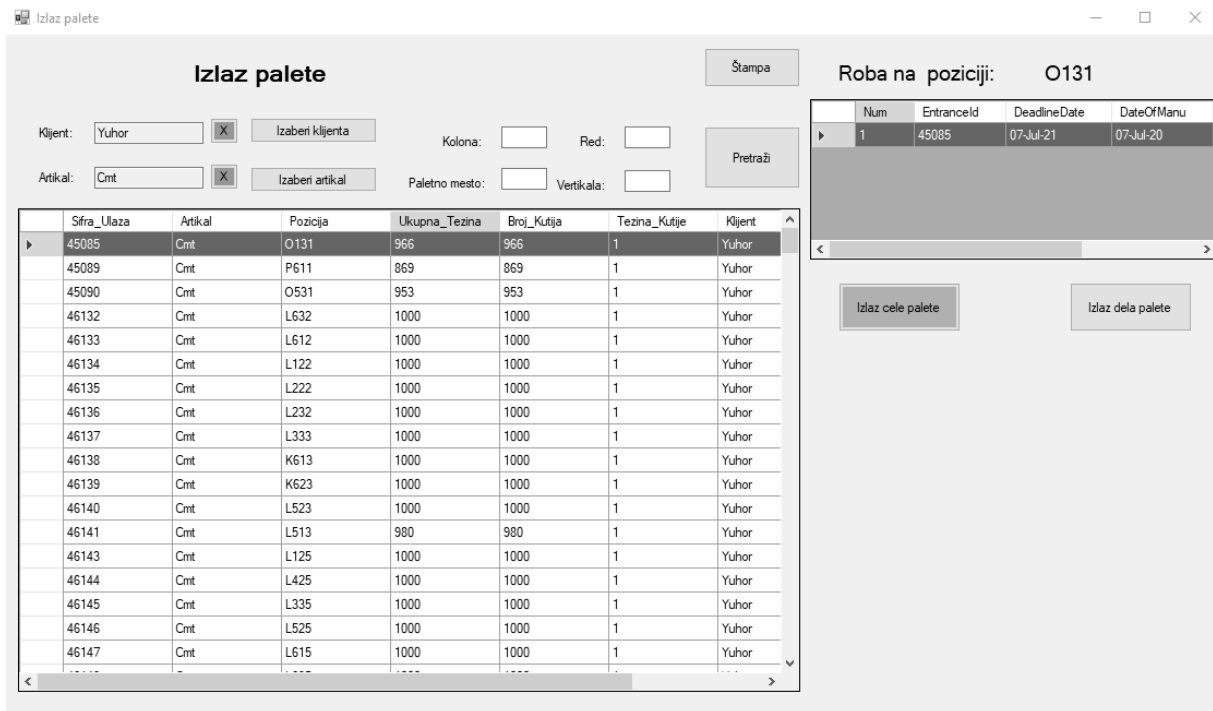 Izlaz palete
Izlaz palete
Štampa
Roba na poziciji: O131
Klijent: Yuhor X Izaberi klijenta
Kolona: Red:
Pretraži
Artikal: Cmt X Izaberi artikal
Paletno mesto: Vertikala:
Num EntranceId DeadlineDate DateOfManu
1 45085 07-Jul-21 07-Jul-20
Sifra_Ulaza Artikal Pozicija Ukupna_Tezina Broj_Kutija Tezina_Kutije Klijent
45085 Cmt O131 966 966 1 Yuhor
45089 Cmt P611 869 869 1 Yuhor
45090 Cmt O531 953 953 1 Yuhor
46132 Cmt L632 1000 1000 1 Yuhor
46133 Cmt L612 1000 1000 1 Yuhor
46134 Cmt L122 1000 1000 1 Yuhor
46135 Cmt L222 1000 1000 1 Yuhor
46136 Cmt L232 1000 1000 1 Yuhor
46137 Cmt L333 1000 1000 1 Yuhor
46138 Cmt K613 1000 1000 1 Yuhor
46139 Cmt K623 1000 1000 1 Yuhor
46140 Cmt L523 1000 1000 1 Yuhor
46141 Cmt L513 980 980 1 Yuhor
46143 Cmt L125 1000 1000 1 Yuhor
46144 Cmt L425 1000 1000 1 Yuhor
46145 Cmt L335 1000 1000 1 Yuhor
46146 Cmt L525 1000 1000 1 Yuhor
46147 Cmt L615 1000 1000 1 Yuhor
Izlaz cele palete
Izlaz dela palete